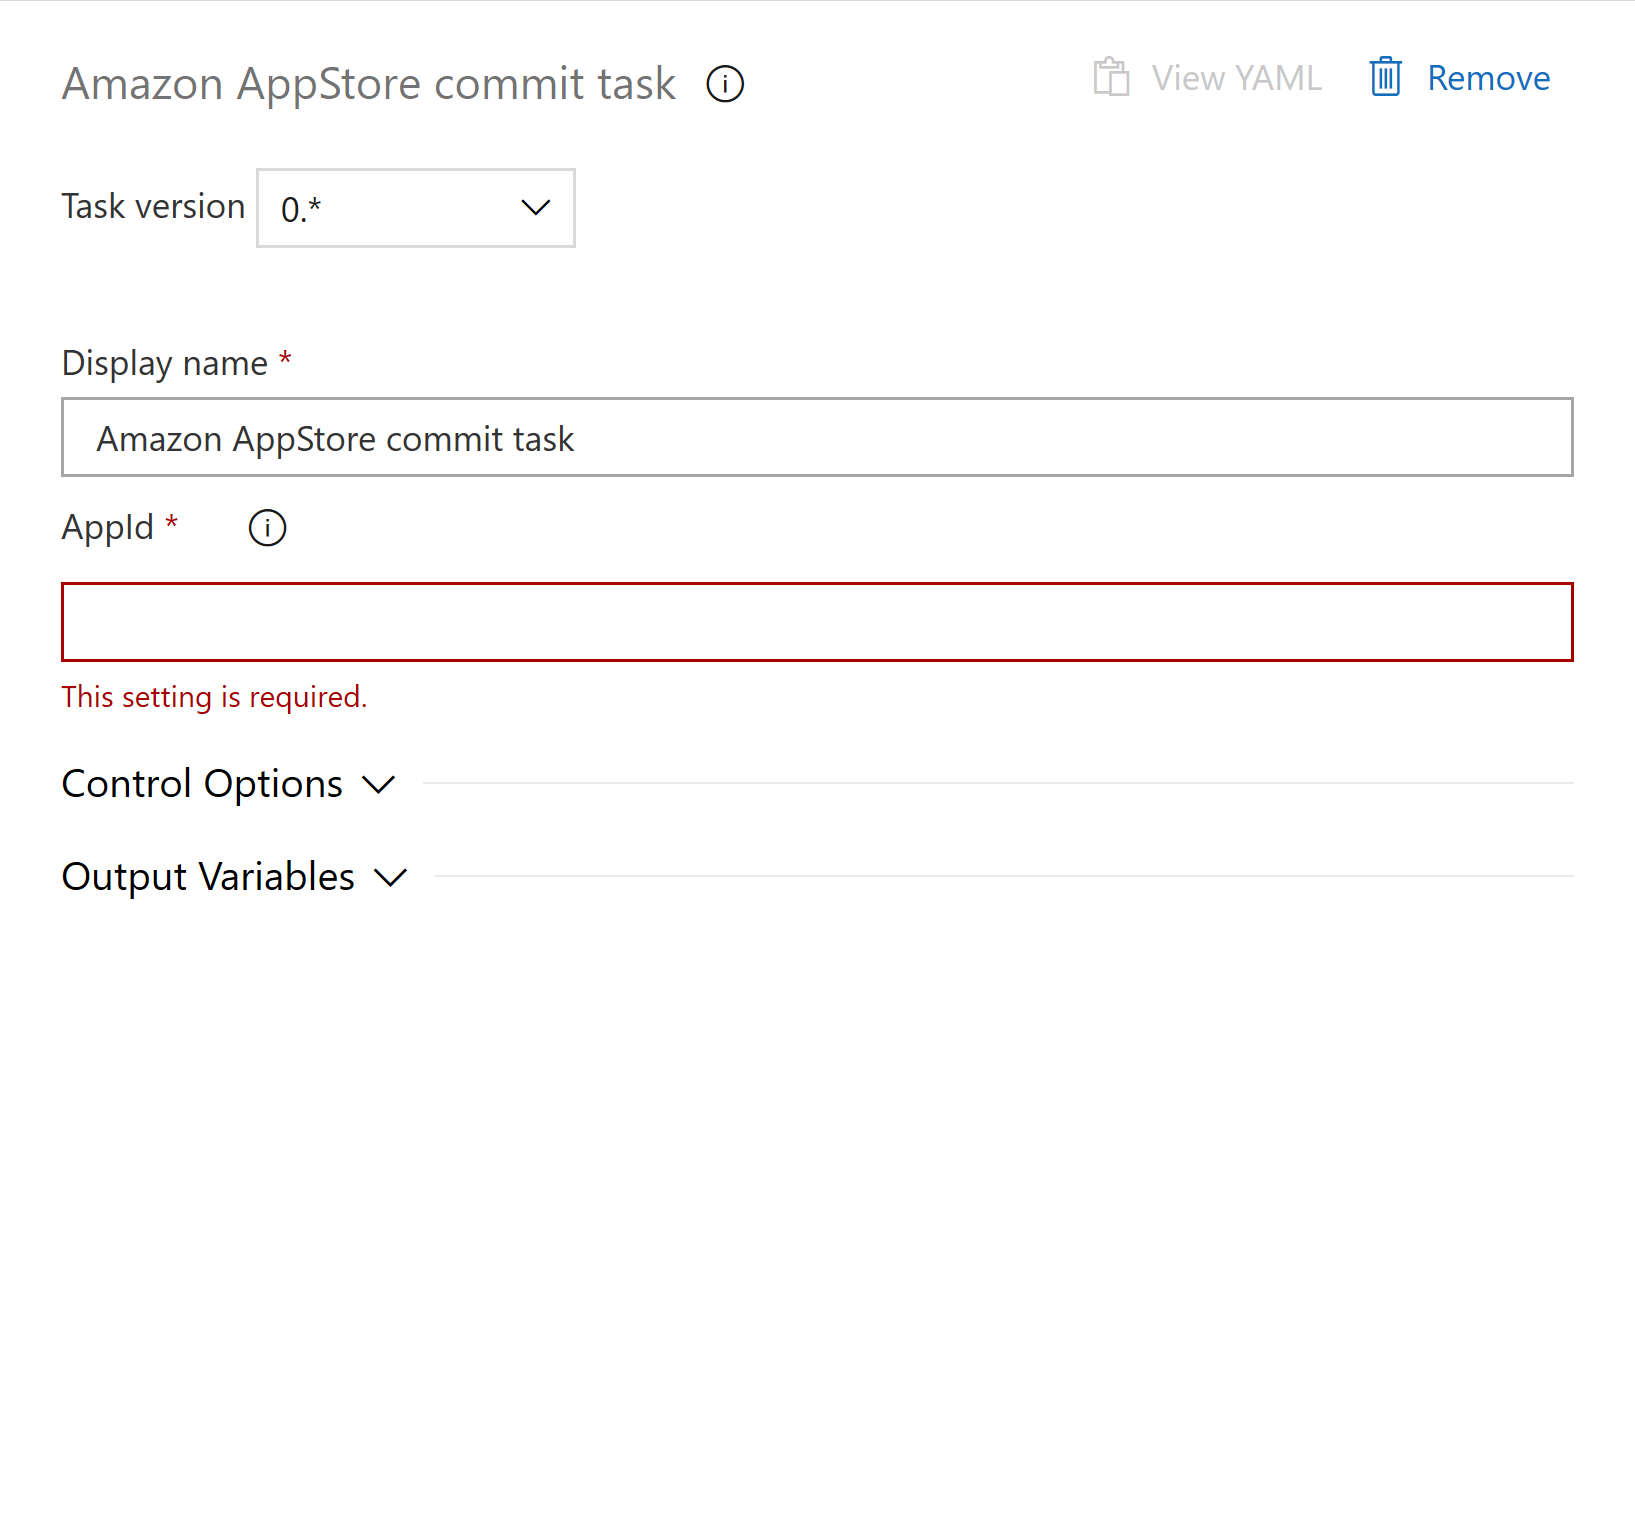 Amazon AppStore commit task
View YAML
Remove
Task version
0.*
Display name *
Amazon AppStore commit task
AppId *
This setting is required.
Control Options
Output Variables